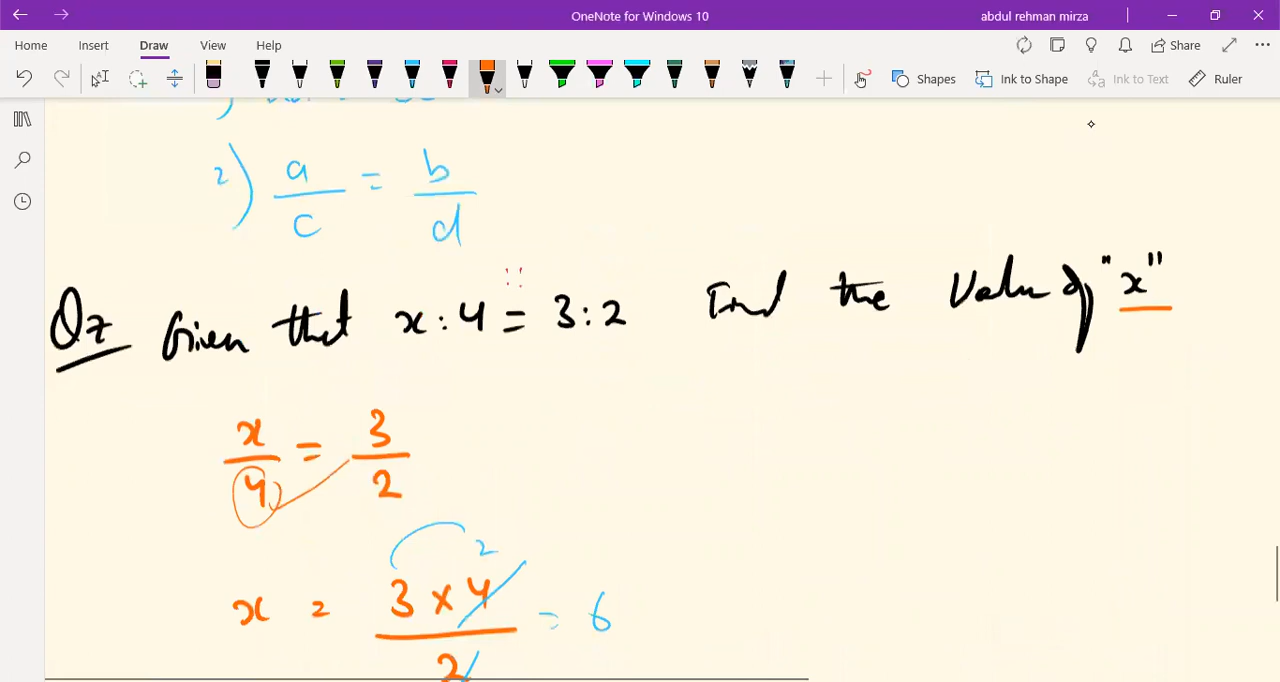 OneNote for Windows 10
abdul rehman mirza
Home Insert Draw View Help
Share
Shapes Ink to Shape Ink to Text Ruler
2) a/c = b/d
Q7 Given that x : 4 = 3 : 2 Find the Value of "x"
x/4 = 3/2
2
x = 3 × 4 / 2 = 6